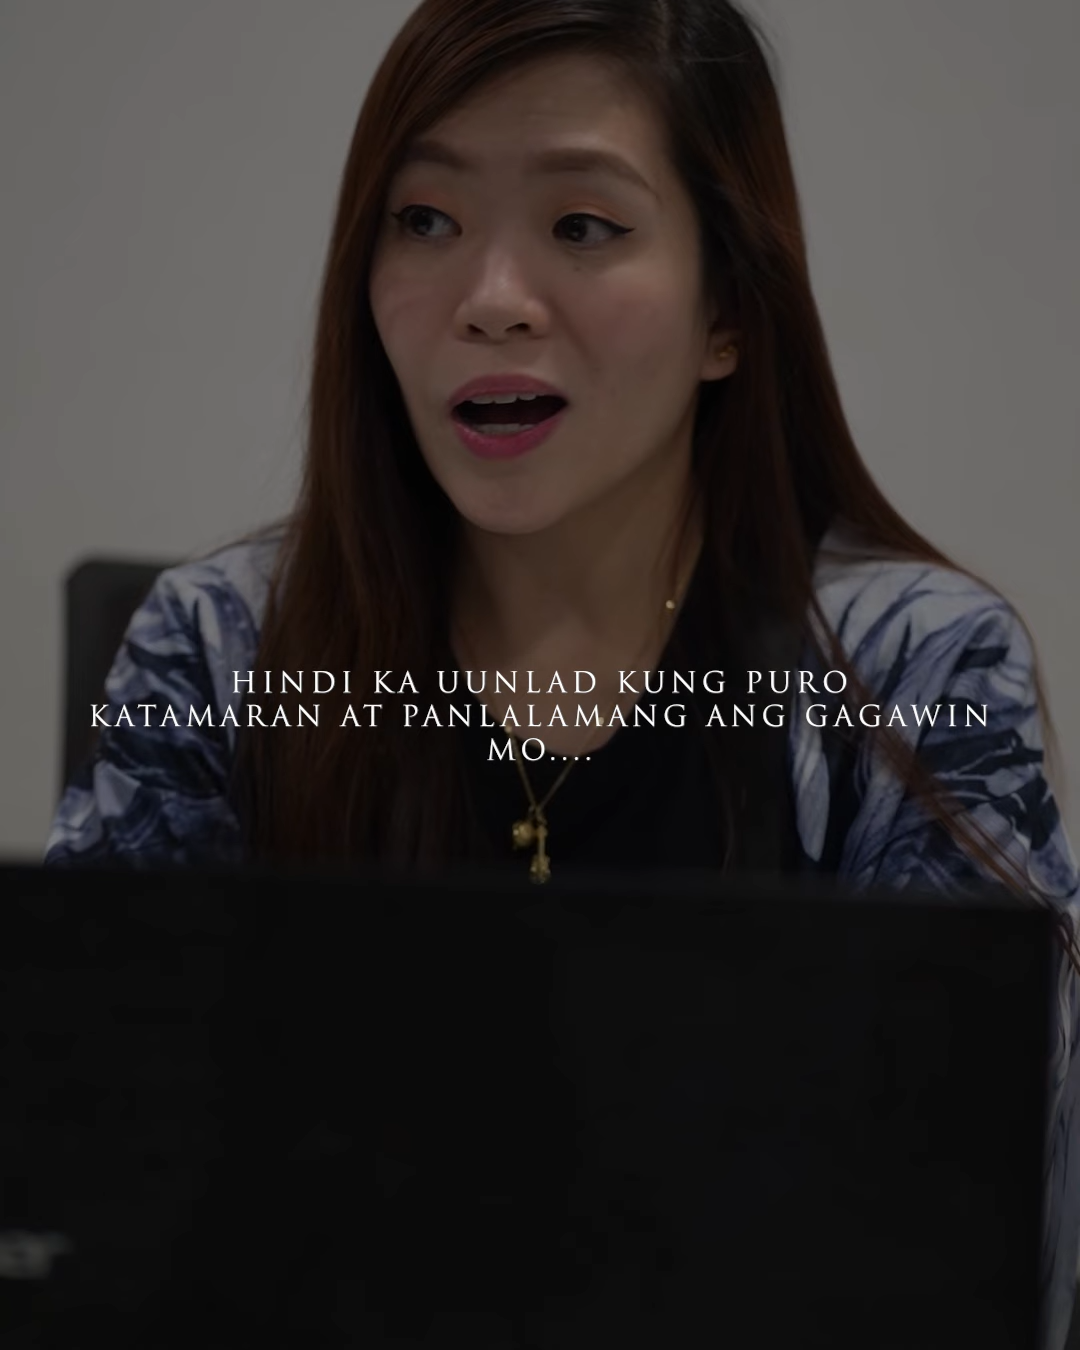 HINDI KA UUNLAD KUNG PURO
KATAMARAN AT PANLALAMANG ANG GAGAWIN
MO....